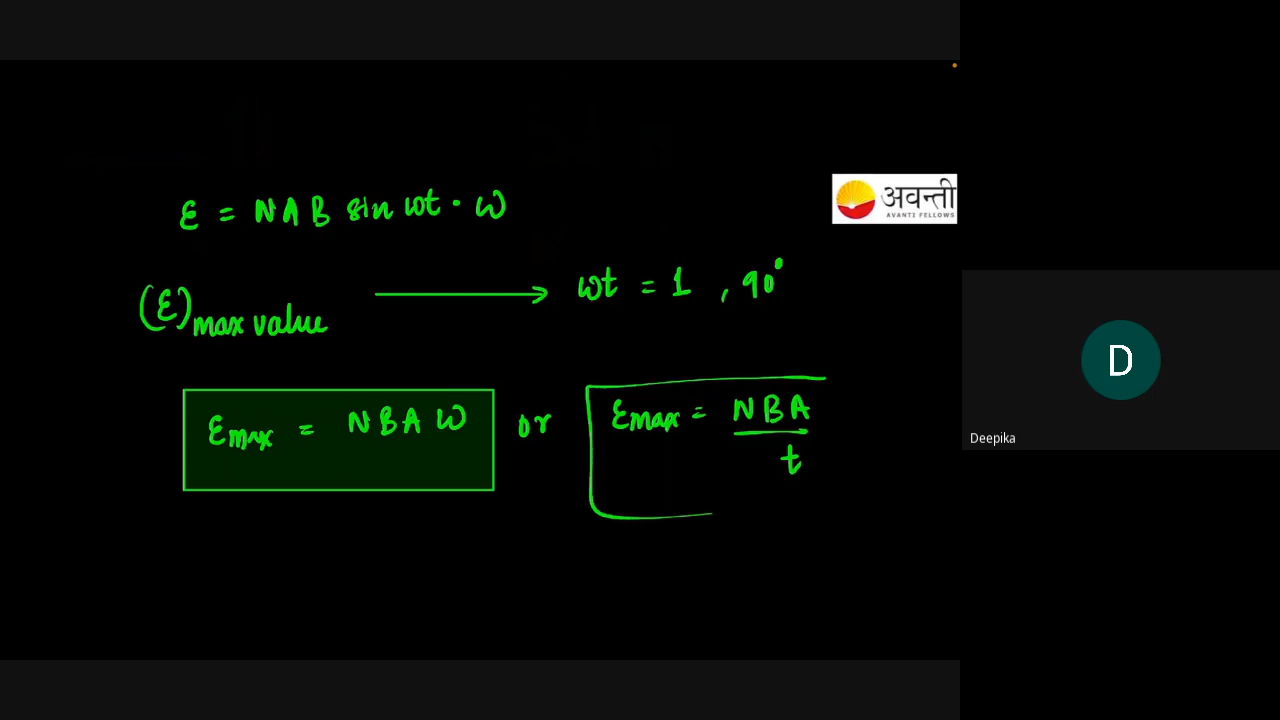 ε = NAB sin ωt · ω
अवन्ती
AVANTI FELLOWS
(ε)max value → ωt = 1 , 90°
εmax = NBAω or εmax = NBA
t
D
Deepika